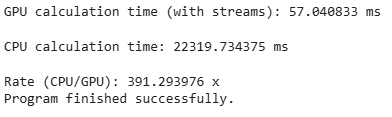 GPU calculation time (with streams): 57.040833 ms
CPU calculation time: 22319.734375 ms
Rate (CPU/GPU): 391.293976 x
Program finished successfully.